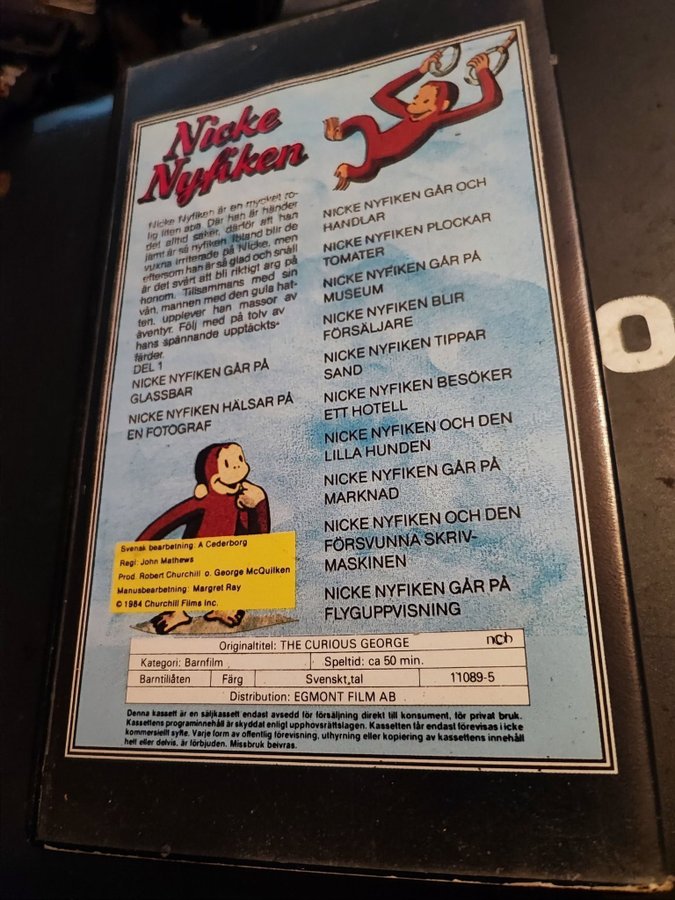 Nicke
Nyfiken
Nicke Nyfiken är en mycket ro-
lig liten apa. Där han är händer
det alltid saker, därför att han
jämt är så nyfiken. Ibland blir de
vuxna irriterade på Nicke, men
eftersom han är så glad och snäll
är det svårt att bli riktigt arg på
honom. Tillsammans med sin
vän, mannen med den gula hat-
ten, upplever han massor av
äventyr. Följ med på tolv av
hans spännande upptäckts-
färder.
DEL 1
NICKE NYFIKEN GÅR PÅ
GLASSBAR
NICKE NYFIKEN HÄLSAR PÅ
EN FOTOGRAF
NICKE NYFIKEN GÅR OCH
HANDLAR
NICKE NYFIKEN PLOCKAR
TOMATER
NICKE NYFIKEN GÅR PÅ
MUSEUM
NICKE NYFIKEN BLIR
FÖRSÄLJARE
NICKE NYFIKEN TIPPAR
SAND
NICKE NYFIKEN BESÖKER
ETT HOTELL
NICKE NYFIKEN OCH DEN
LILLA HUNDEN
NICKE NYFIKEN GÅR PÅ
MARKNAD
NICKE NYFIKEN OCH DEN
FÖRSVUNNA SKRIV-
MASKINEN
NICKE NYFIKEN GÅR PÅ
FLYGUPPVISNING
Svensk bearbetning: A Cederborg
Regi: John Mathews
Prod. Robert Churchill o. George McQuilken
Manusbearbetning: Margret Ray
© 1984 Churchill Films Inc.
Originaltitel: THE CURIOUS GEORGE ncb
Kategori: Barnfilm Speltid: ca 50 min.
Barntillåten Färg Svenskt tal 11089-5
Distribution: EGMONT FILM AB
Denna kassett är en säljkassett endast avsedd för försäljning direkt till konsument, för privat bruk.
Kassettens programinnehåll är skyddat enligt upphovsrättslagen. Kassetten får endast förevisas i icke
kommersiellt syfte. Varje form av offentlig förevisning, uthyrning eller kopiering av kassettens innehåll
helt eller delvis, är förbjuden. Missbruk beivras.
O